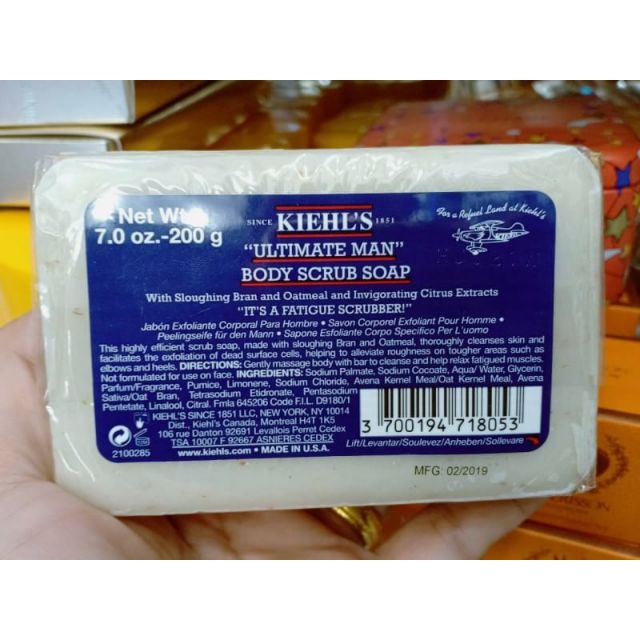 Net Wt.
7.0 oz.-200 g
SINCE KIEHL'S 1851
For a Refuel Land at Kiehl's
KIEHL'S
"ULTIMATE MAN"
BODY SCRUB SOAP
With Sloughing Bran and Oatmeal and Invigorating Citrus Extracts
"IT'S A FATIGUE SCRUBBER!"
Jabón Exfoliante Corporal Para Hombre • Savon Corporel Exfoliant Pour Homme •
Peelingseife für den Mann • Sapone Esfoliante Corpo Specifico Per L'uomo
This highly efficient scrub soap, made with sloughing Bran and Oatmeal, thoroughly cleanses skin and
facilitates the exfoliation of dead surface cells, helping to alleviate roughness on tougher areas such as
elbows and heels. DIRECTIONS: Gently massage body with bar to cleanse and help relax fatigued muscles.
Not formulated for use on face. INGREDIENTS: Sodium Palmate, Sodium Cocoate, Aqua/ Water, Glycerin,
Parfum/Fragrance, Pumice, Limonene, Sodium Chloride, Avena Kernel Meal/Oat Kernel Meal, Avena
Sativa/Oat Bran, Tetrasodium Etidronate, Pentasodium
Pentetate, Linalool, Citral. Frmla 645206 Code F.I.L. D9180/1
KIEHL'S SINCE 1851 LLC, NEW YORK, NY 10014
Dist., Kiehl's Canada, Montreal H4T 1K5
106 rue Danton 92691 Levallois Perret Cedex
TSA 10007 F 92667 ASNIERES CEDEX
www.kiehls.com • MADE IN U.S.A.
2100285
3 700194 718053
Lift/Levantar/Soulevez/Anheben/Sollevare
MFG: 02/2019